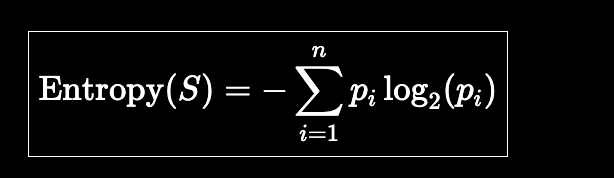 Entropy(S) = − ∑_{i=1}^{n} p_i log_2(p_i)